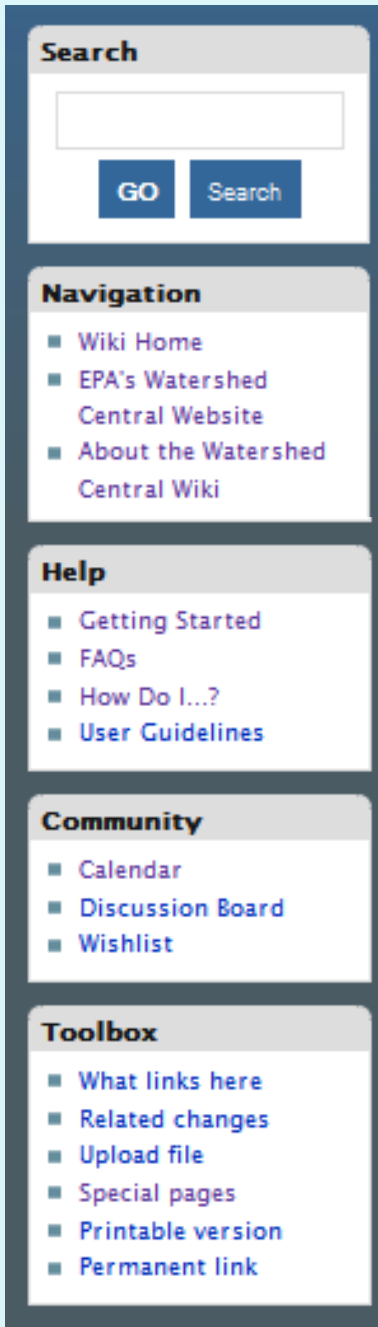 Search
GO Search
Navigation
Wiki Home
EPA's Watershed
Central Website
About the Watershed
Central Wiki
Help
Getting Started
FAQs
How Do I...?
User Guidelines
Community
Calendar
Discussion Board
Wishlist
Toolbox
What links here
Related changes
Upload file
Special pages
Printable version
Permanent link